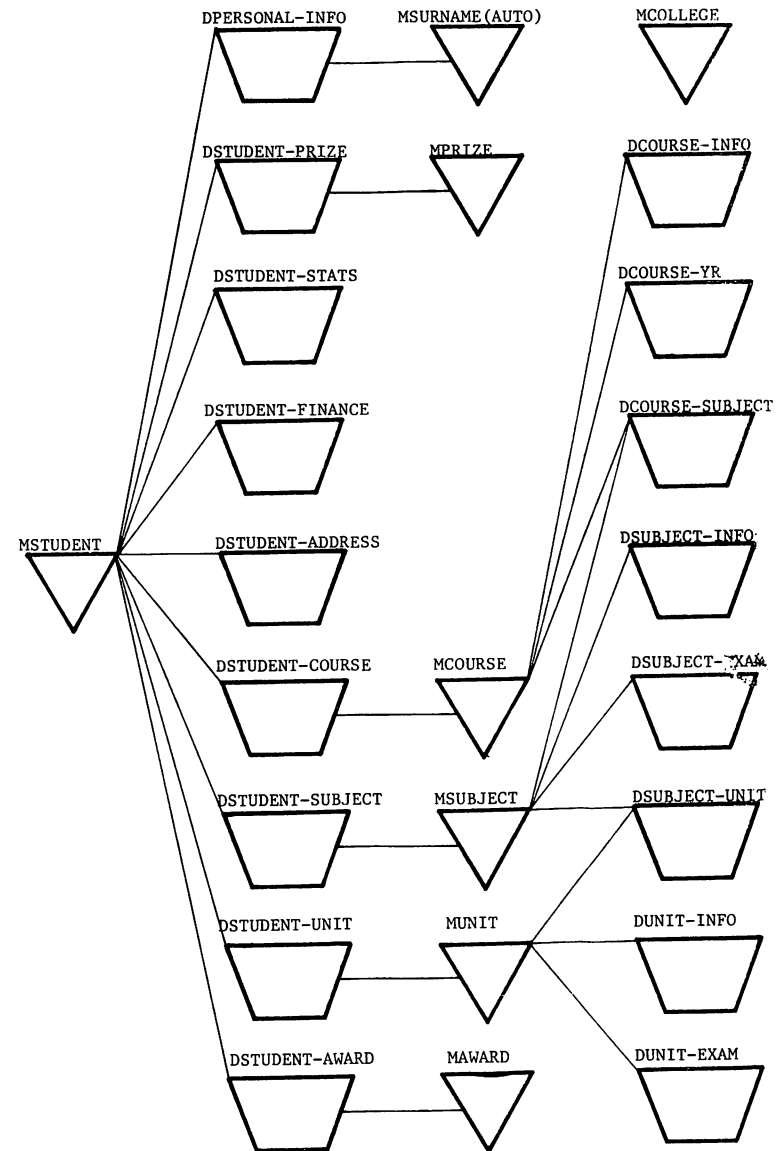 DPERSONAL-INFO
MSURNAME(AUTO)
MCOLLEGE
DSTUDENT-PRIZE
MPRIZE
DCOURSE-INFO
DSTUDENT-STATS
DCOURSE-YR
DSTUDENT-FINANCE
DCOURSE-SUBJECT
MSTUDENT
DSTUDENT-ADDRESS
DSUBJECT-INFO
DSTUDENT-COURSE
MCOURSE
DSUBJECT-EXAM
DSTUDENT-SUBJECT
MSUBJECT
DSUBJECT-UNIT
DSTUDENT-UNIT
MUNIT
DUNIT-INFO
DSTUDENT-AWARD
MAWARD
DUNIT-EXAM